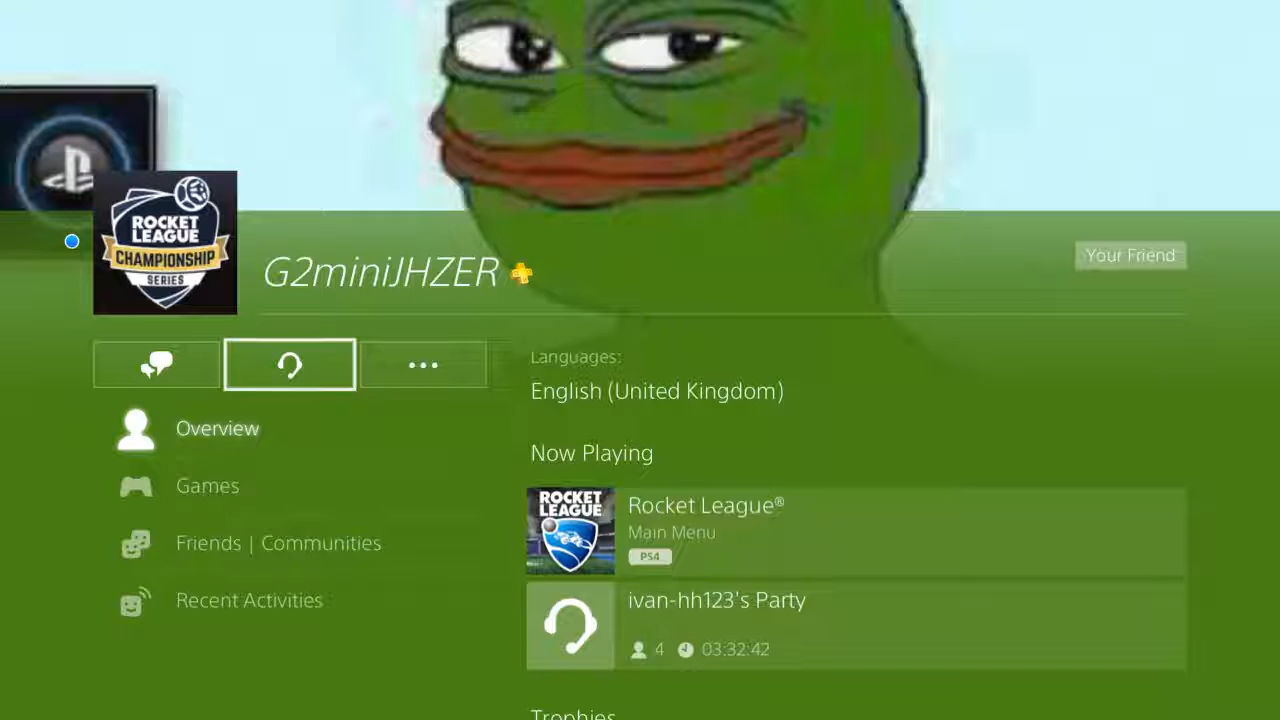 ROCKET
LEAGUE
CHAMPIONSHIP
SERIES
G2miniJHZER
Your Friend
Overview
Games
Friends | Communities
Recent Activities
Languages:
English (United Kingdom)
Now Playing
ROCKET
LEAGUE
Rocket League®
Main Menu
PS4
ivan-hh123's Party
4 03:32:42
Trophies